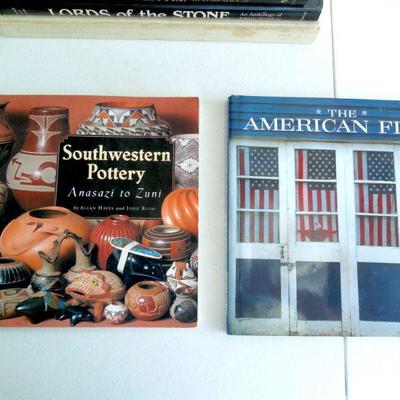 LORDS of the STONE
An Anthology of
Southwestern
Pottery
Anasazi to Zuni
by ALLAN HAYES and JOHN BLOM
* THE *
AMERICAN FL